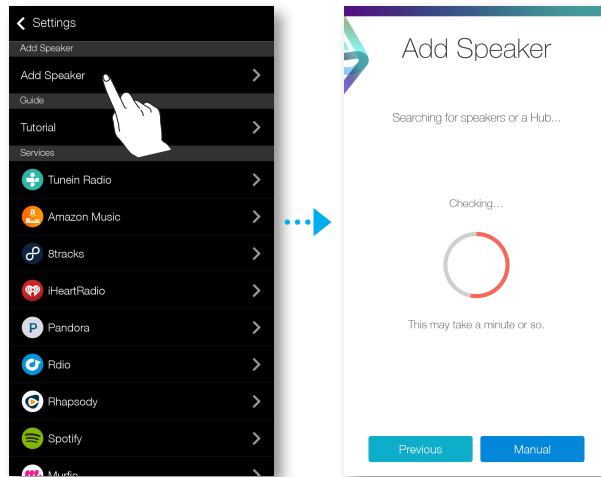 Settings
Add Speaker
Add Speaker
Guide
Tutorial
Services
Tunein Radio
Amazon Music
8tracks
iHeartRadio
P Pandora
Rdio
Rhapsody
Spotify
Murfie
Add Speaker
Searching for speakers or a Hub...
Checking...
This may take a minute or so.
Previous
Manual